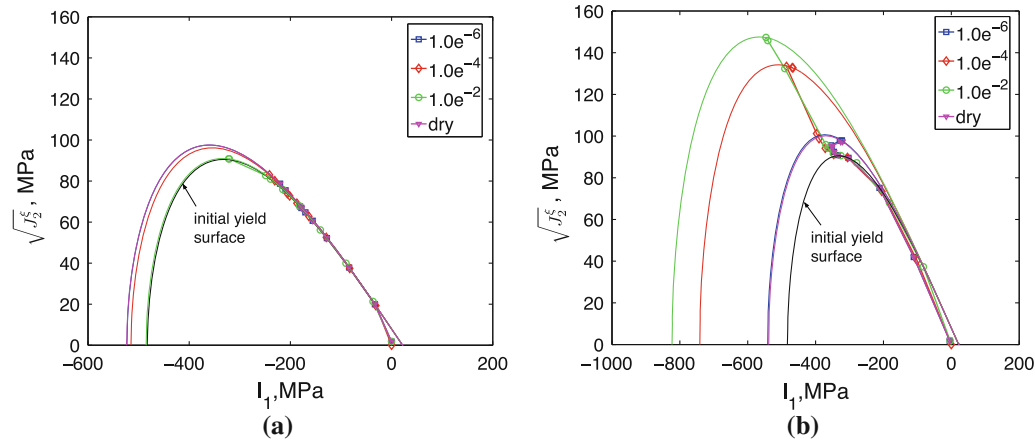 160
140
120
100
80
60
40
20
0
√J₂^ξ , MPa
1.0e⁻⁶
1.0e⁻⁴
1.0e⁻²
dry
initial yield
surface
−600
−400
−200
0
200
I₁,MPa
(a)
160
140
120
100
80
60
40
20
0
√J₂^ξ , MPa
1.0e⁻⁶
1.0e⁻⁴
1.0e⁻²
dry
initial yield
surface
−1000
−800
−600
−400
−200
0
200
I₁,MPa
(b)